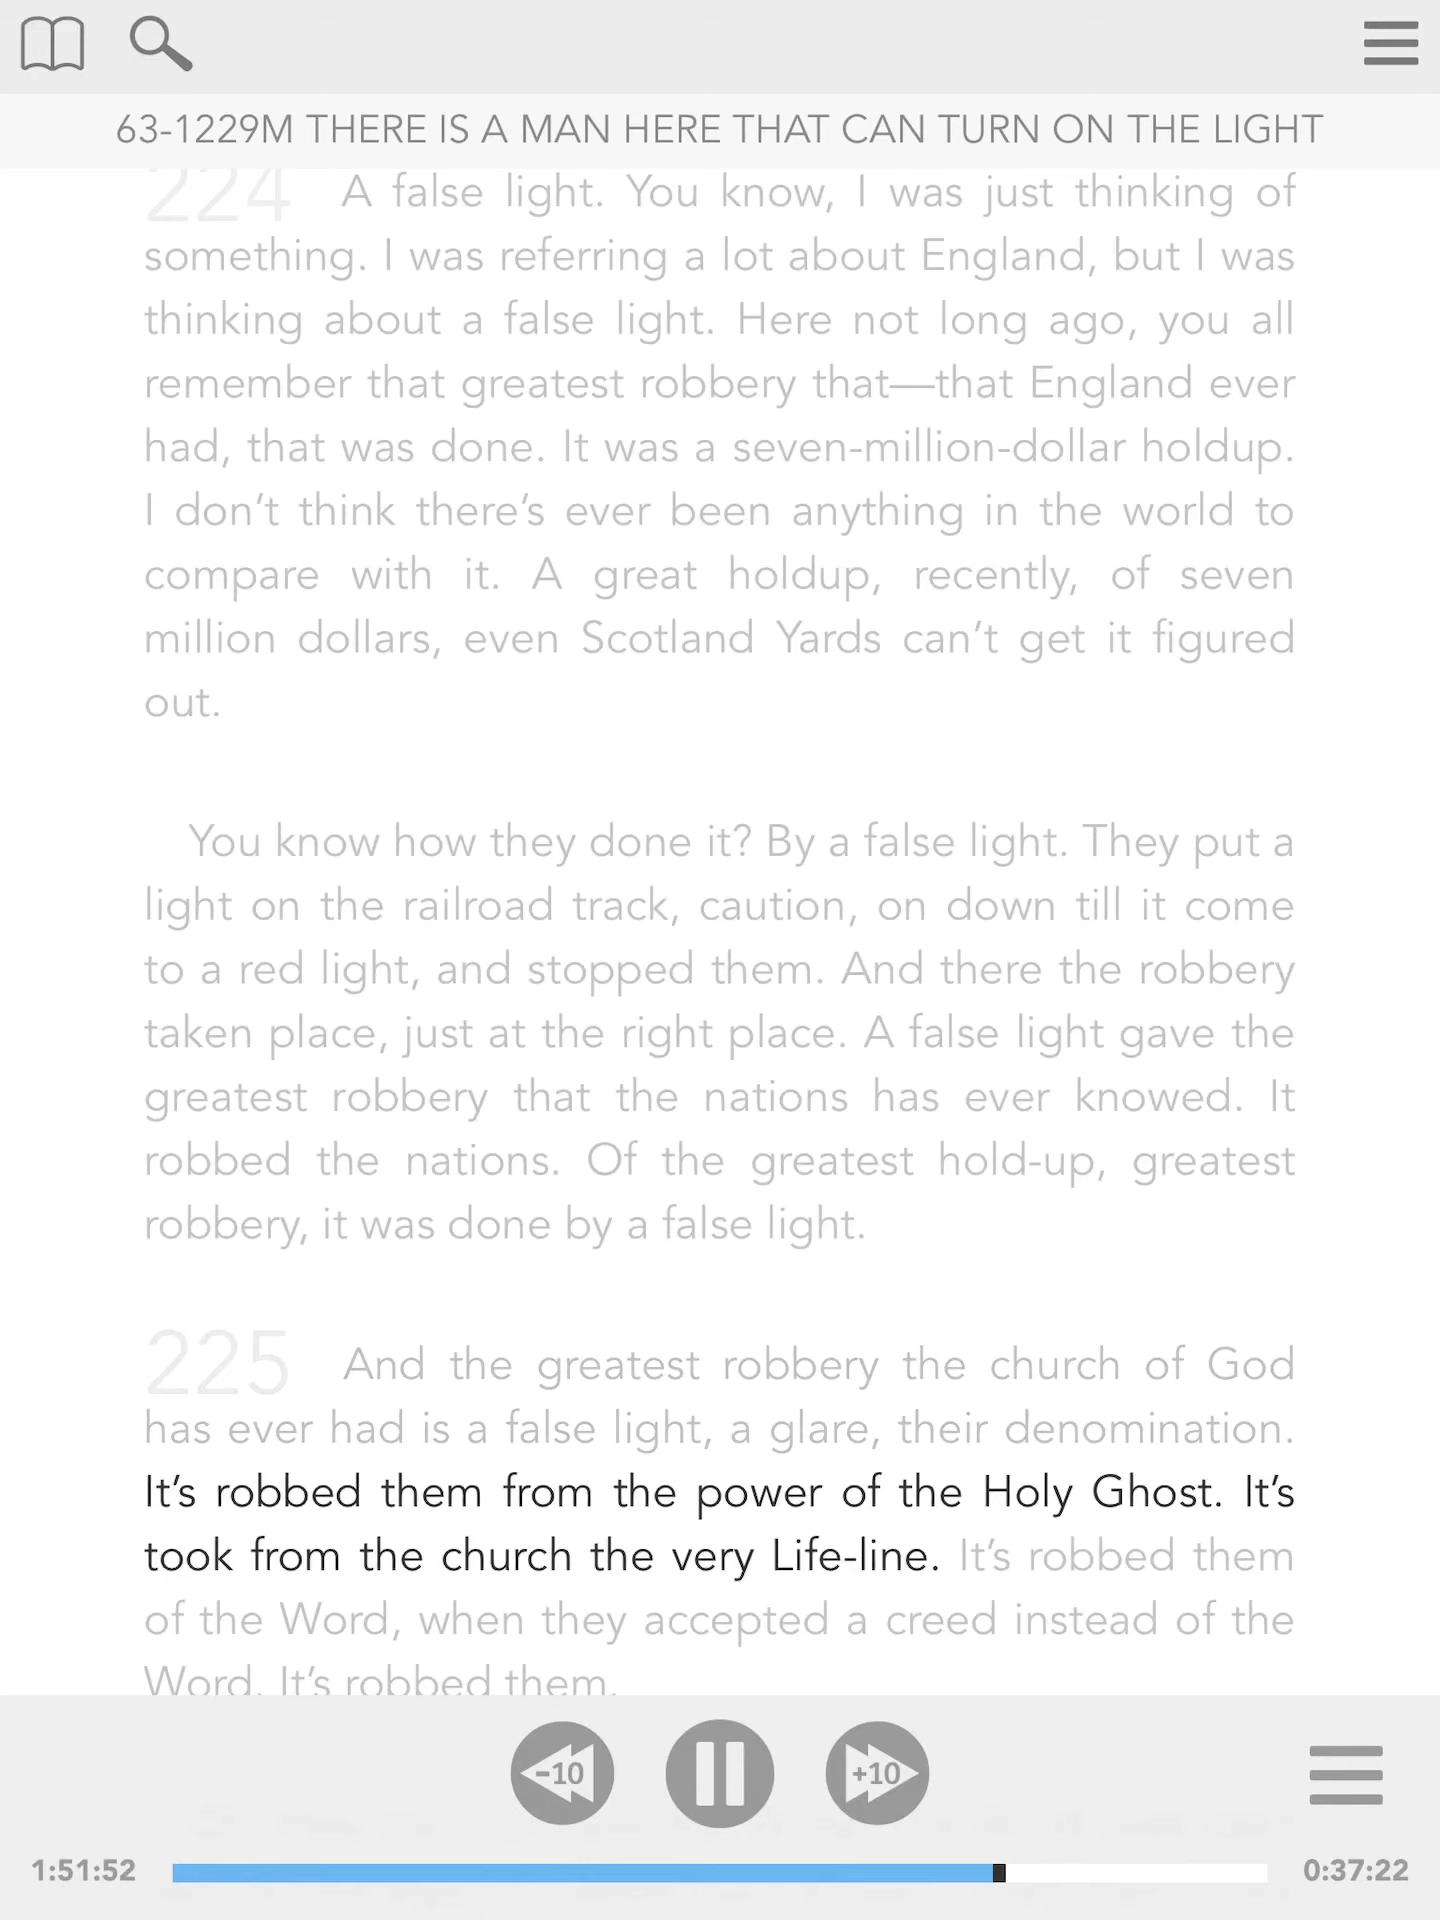 63-1229M THERE IS A MAN HERE THAT CAN TURN ON THE LIGHT
224 A false light. You know, I was just thinking of
something. I was referring a lot about England, but I was
thinking about a false light. Here not long ago, you all
remember that greatest robbery that—that England ever
had, that was done. It was a seven-million-dollar holdup.
I don’t think there’s ever been anything in the world to
compare with it. A great holdup, recently, of seven
million dollars, even Scotland Yards can’t get it figured
out.
You know how they done it? By a false light. They put a
light on the railroad track, caution, on down till it come
to a red light, and stopped them. And there the robbery
taken place, just at the right place. A false light gave the
greatest robbery that the nations has ever knowed. It
robbed the nations. Of the greatest hold-up, greatest
robbery, it was done by a false light.
225 And the greatest robbery the church of God
has ever had is a false light, a glare, their denomination.
It’s robbed them from the power of the Holy Ghost. It’s
took from the church the very Life-line. It’s robbed them
of the Word, when they accepted a creed instead of the
Word. It’s robbed them.
-10 +10
1:51:52 0:37:22